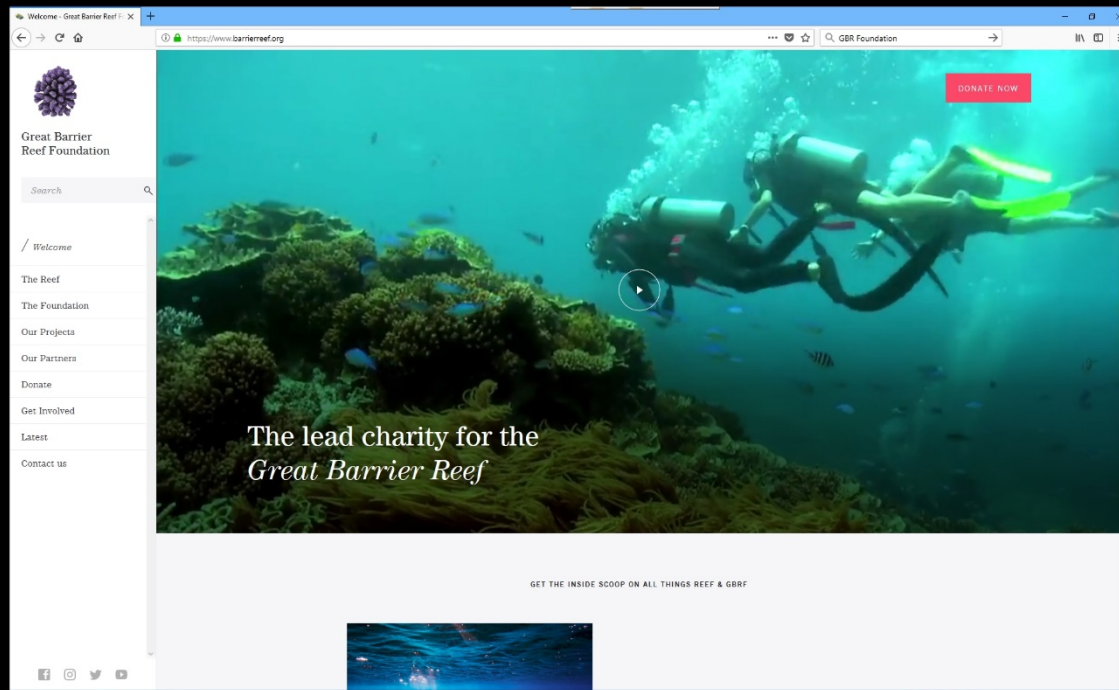 Welcome - Great Barrier Reef F
https://www.barrierreef.org
GBR Foundation
Great Barrier
Reef Foundation
Search
/ Welcome
The Reef
The Foundation
Our Projects
Our Partners
Donate
Get Involved
Latest
Contact us
DONATE NOW
The lead charity for the
Great Barrier Reef
GET THE INSIDE SCOOP ON ALL THINGS REEF & GBRF